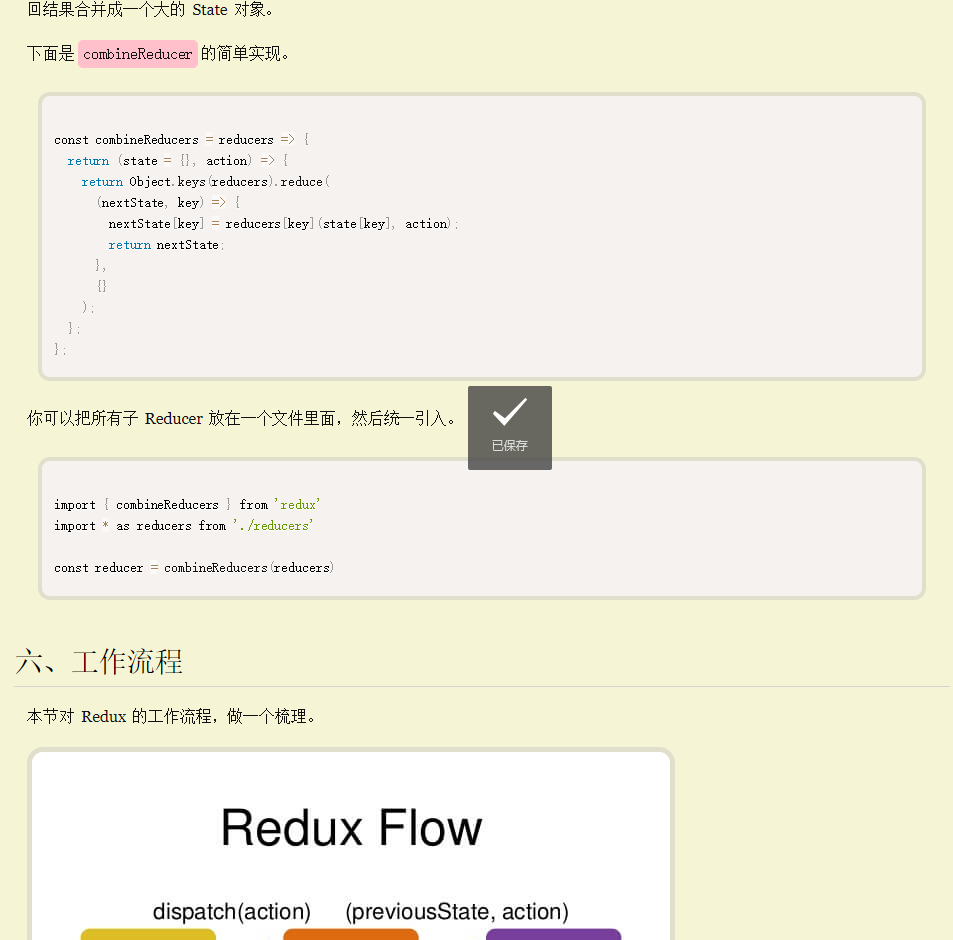 回结果合并成一个大的 State 对象。
下面是 combineReducer 的简单实现。
const combineReducers = reducers => {
  return (state = {}, action) => {
    return Object.keys(reducers).reduce(
      (nextState, key) => {
        nextState[key] = reducers[key](state[key], action);
        return nextState;
      },
      {}
    );
  };
};
你可以把所有子 Reducer 放在一个文件里面，然后统一引入。
已保存
import { combineReducers } from 'redux'
import * as reducers from './reducers'
const reducer = combineReducers(reducers)
六、工作流程
本节对 Redux 的工作流程，做一个梳理。
Redux Flow
dispatch(action) (previousState, action)